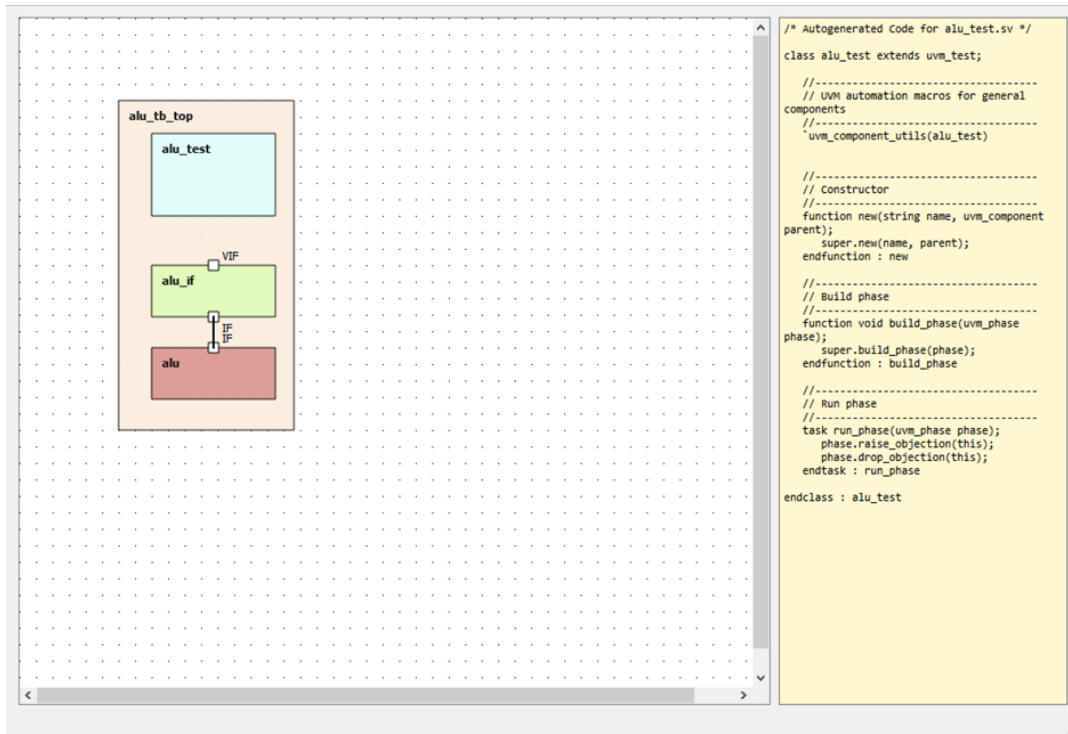 alu_tb_top
alu_test
VIF
alu_if
IF
IF
alu
/* Autogenerated Code for alu_test.sv */
class alu_test extends uvm_test;
//-------------------------------------
// UVM automation macros for general
components
//-------------------------------------
`uvm_component_utils(alu_test)
//-------------------------------------
// Constructor
//-------------------------------------
function new(string name, uvm_component
parent);
super.new(name, parent);
endfunction : new
//-------------------------------------
// Build phase
//-------------------------------------
function void build_phase(uvm_phase
phase);
super.build_phase(phase);
endfunction : build_phase
//-------------------------------------
// Run phase
//-------------------------------------
task run_phase(uvm_phase phase);
phase.raise_objection(this);
phase.drop_objection(this);
endtask : run_phase
endclass : alu_test